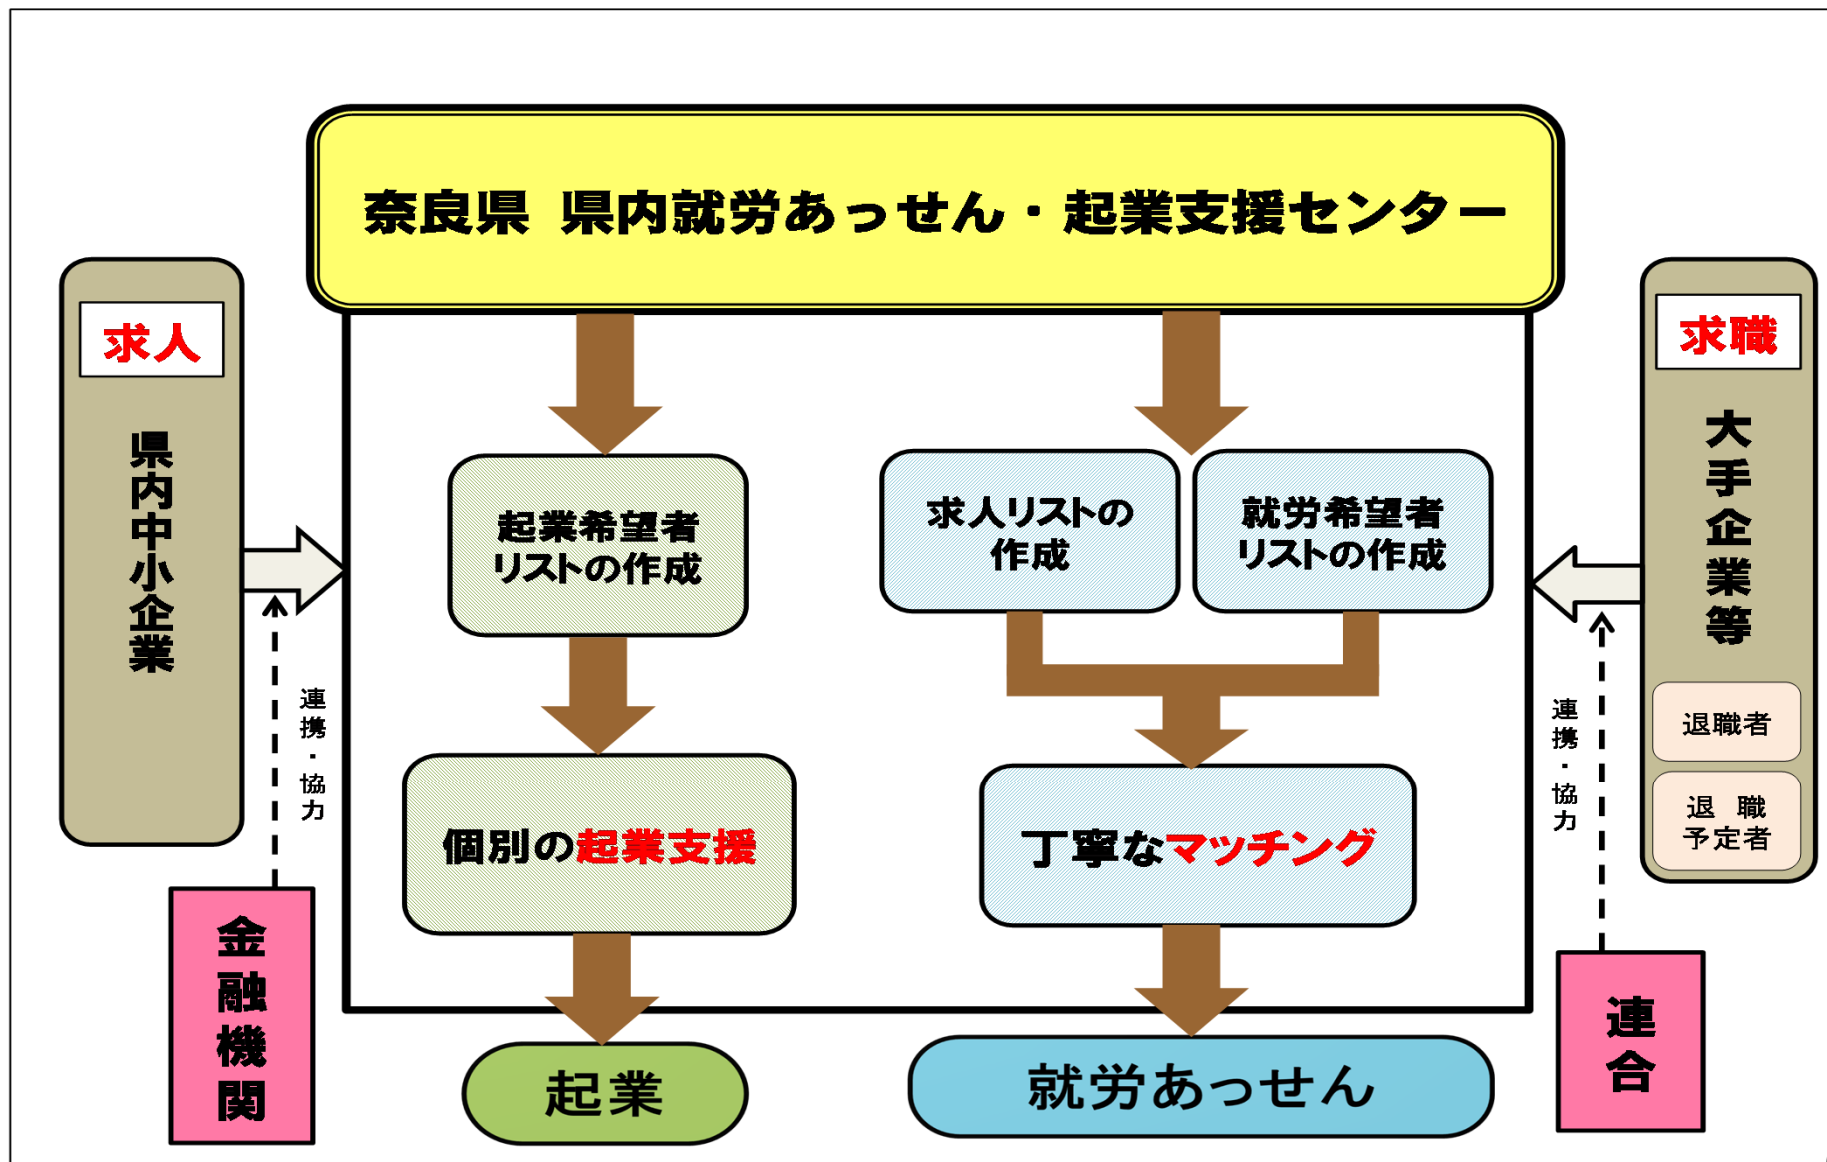 奈良県 県内就労あっせん・起業支援センター
求人
県内中小企業
求職
大手企業等
退職者
退 職
予定者
起業希望者
リストの作成
求人リストの
作成
就労希望者
リストの作成
連携・協力
連携・協力
個別の起業支援
丁寧なマッチング
金融機関
連合
起業
就労あっせん